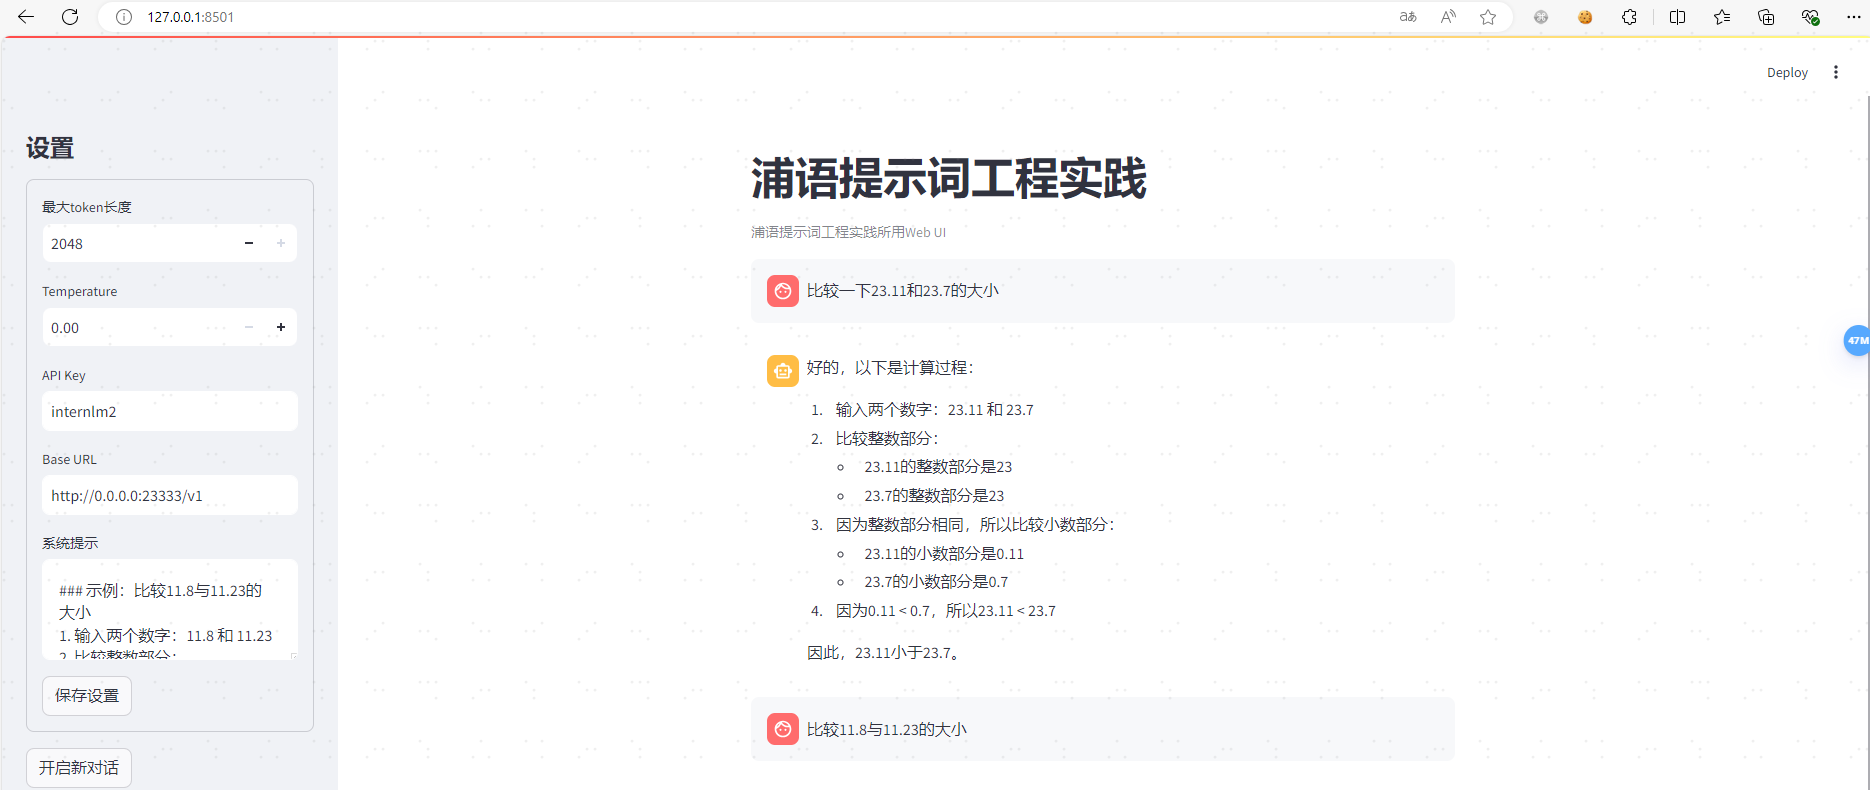 127.0.0.1:8501
Deploy
设置
最大token长度
2048
Temperature
0.00
API Key
internlm2
Base URL
http://0.0.0.0:23333/v1
系统提示
### 示例：比较11.8与11.23的
大小
1. 输入两个数字：11.8 和 11.23
2. 比较整数部分：
保存设置
开启新对话
浦语提示词工程实践
浦语提示词工程实践所用Web UI
比较一下23.11和23.7的大小
好的，以下是计算过程：
1. 输入两个数字：23.11 和 23.7
2. 比较整数部分：
23.11的整数部分是23
23.7的整数部分是23
3. 因为整数部分相同，所以比较小数部分：
23.11的小数部分是0.11
23.7的小数部分是0.7
4. 因为0.11 < 0.7，所以23.11 < 23.7
因此，23.11小于23.7。
比较11.8与11.23的大小
47M